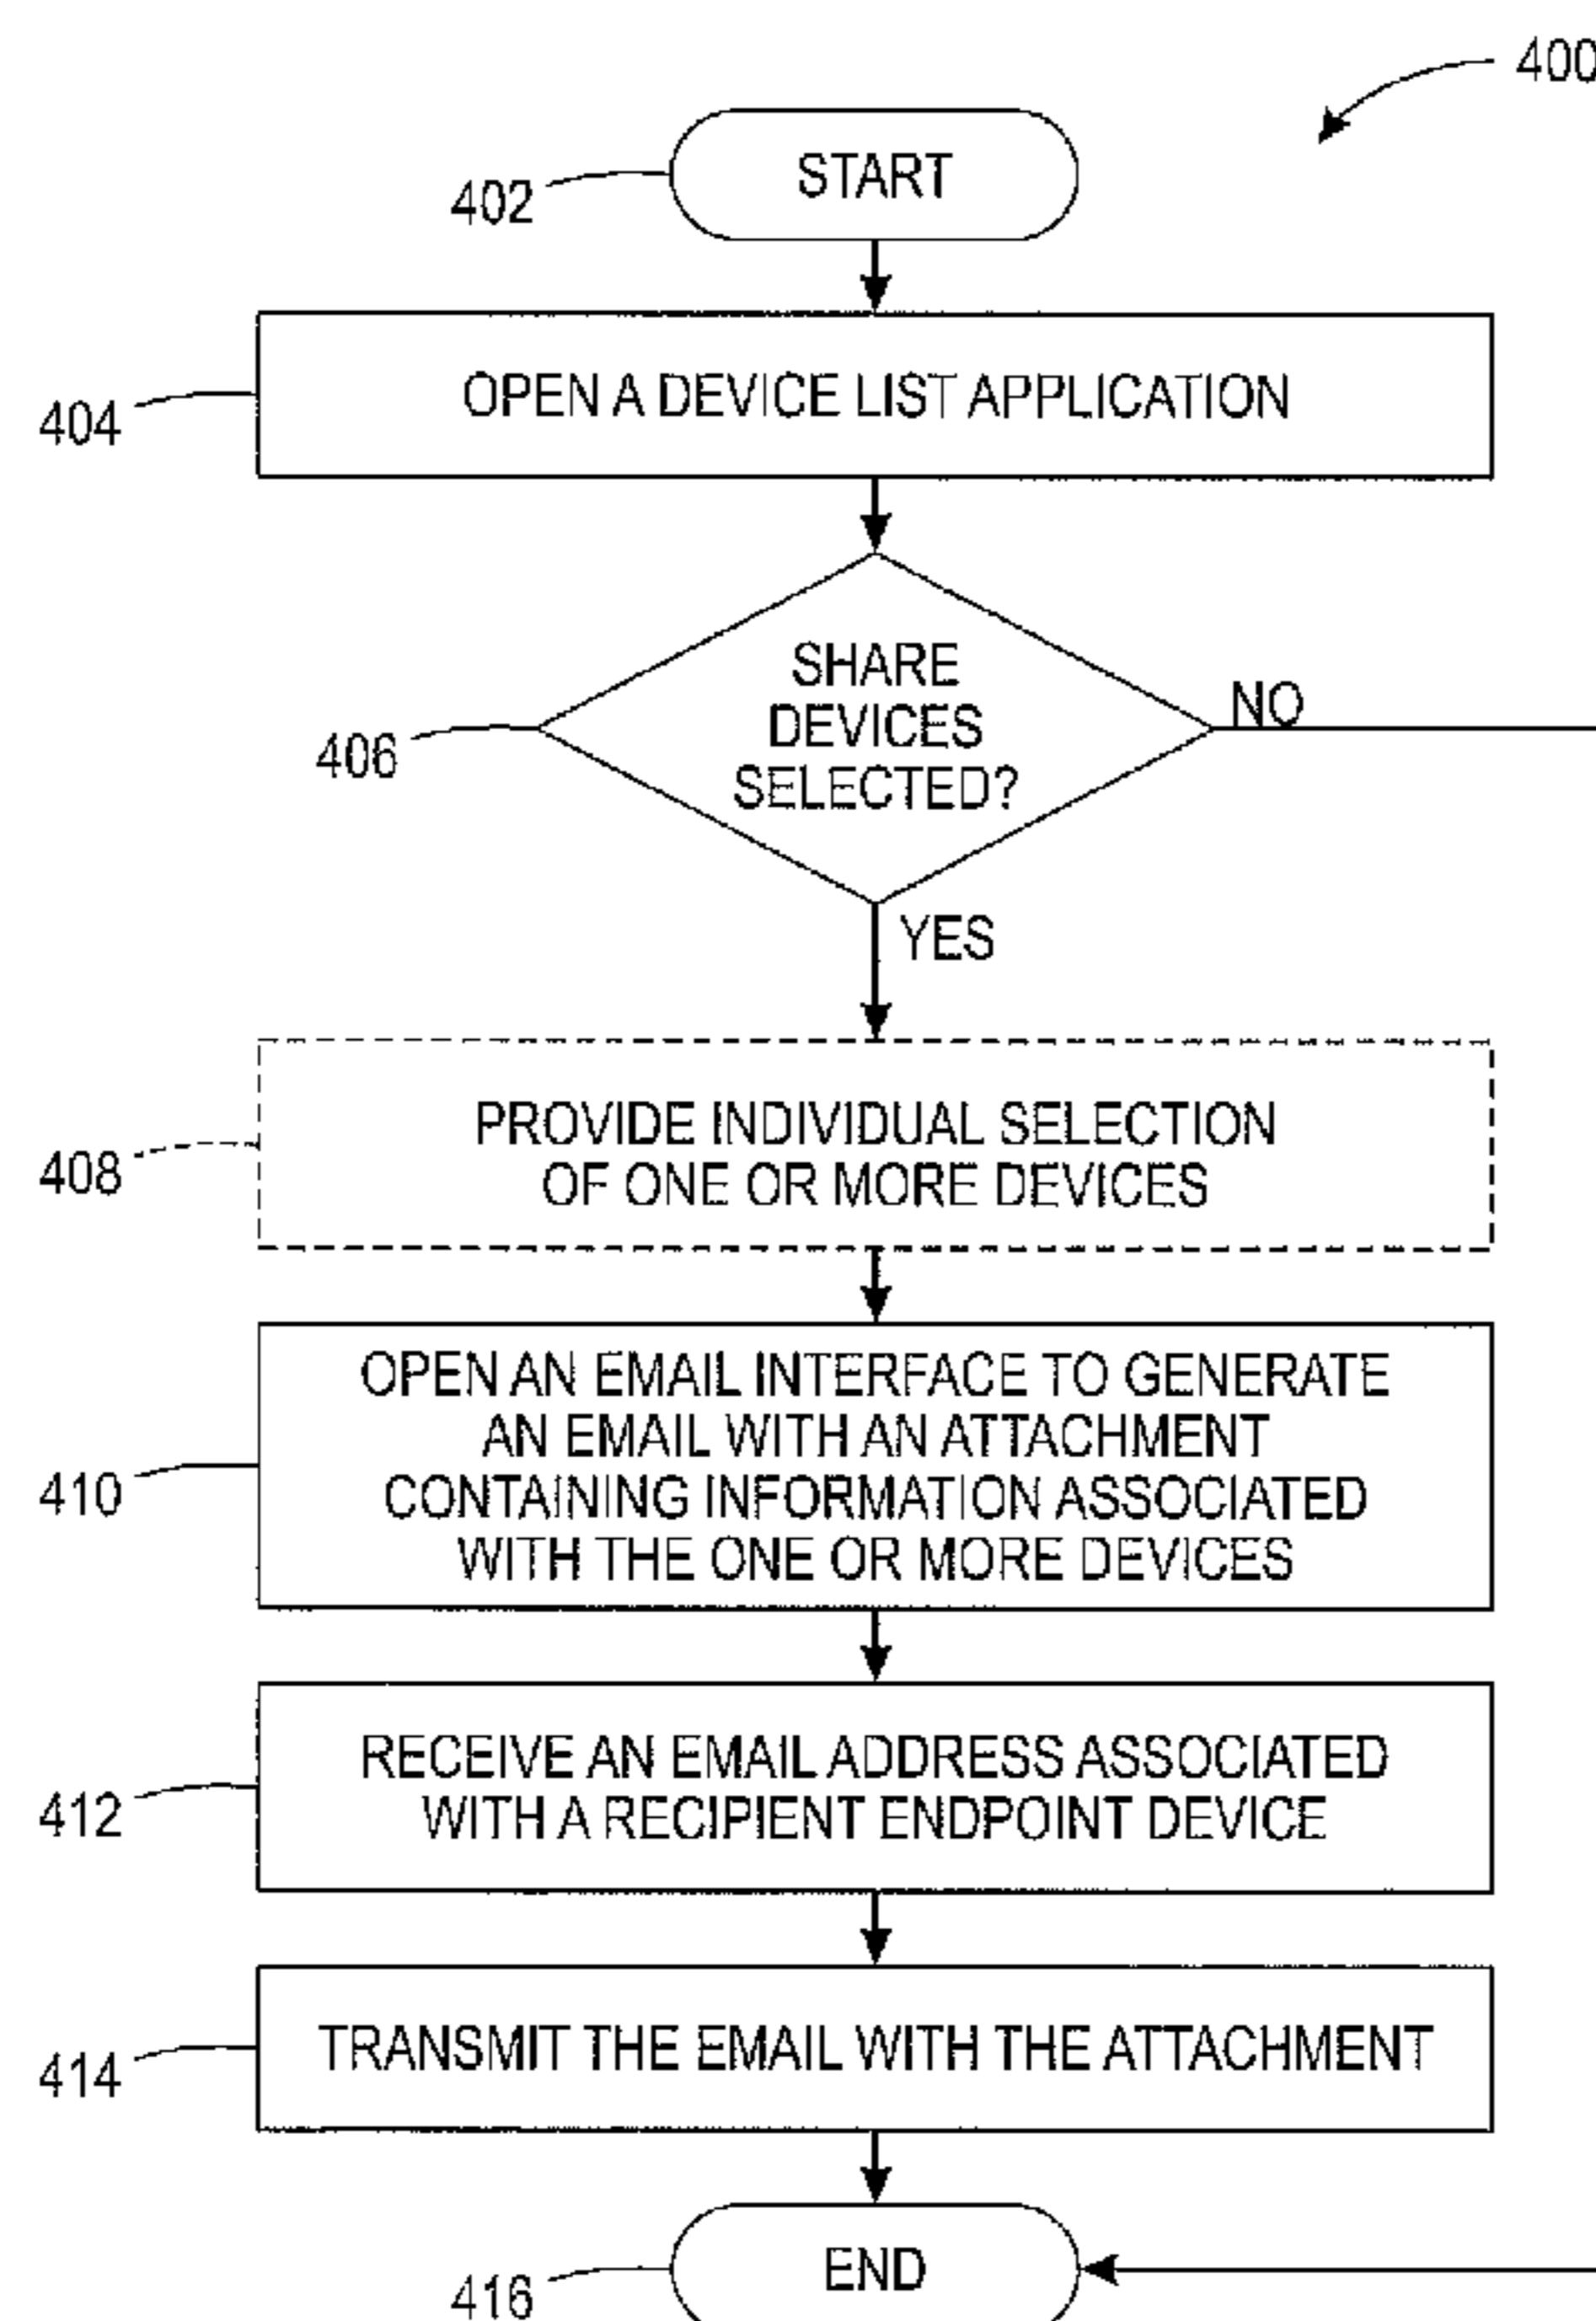 400
START
402
OPEN A DEVICE LIST APPLICATION
404
SHARE
DEVICES
SELECTED?
NO
406
YES
PROVIDE INDIVIDUAL SELECTION
OF ONE OR MORE DEVICES
408
OPEN AN EMAIL INTERFACE TO GENERATE
AN EMAIL WITH AN ATTACHMENT
CONTAINING INFORMATION ASSOCIATED
WITH THE ONE OR MORE DEVICES
410
RECEIVE AN EMAIL ADDRESS ASSOCIATED
WITH A RECIPIENT ENDPOINT DEVICE
412
TRANSMIT THE EMAIL WITH THE ATTACHMENT
414
END
416